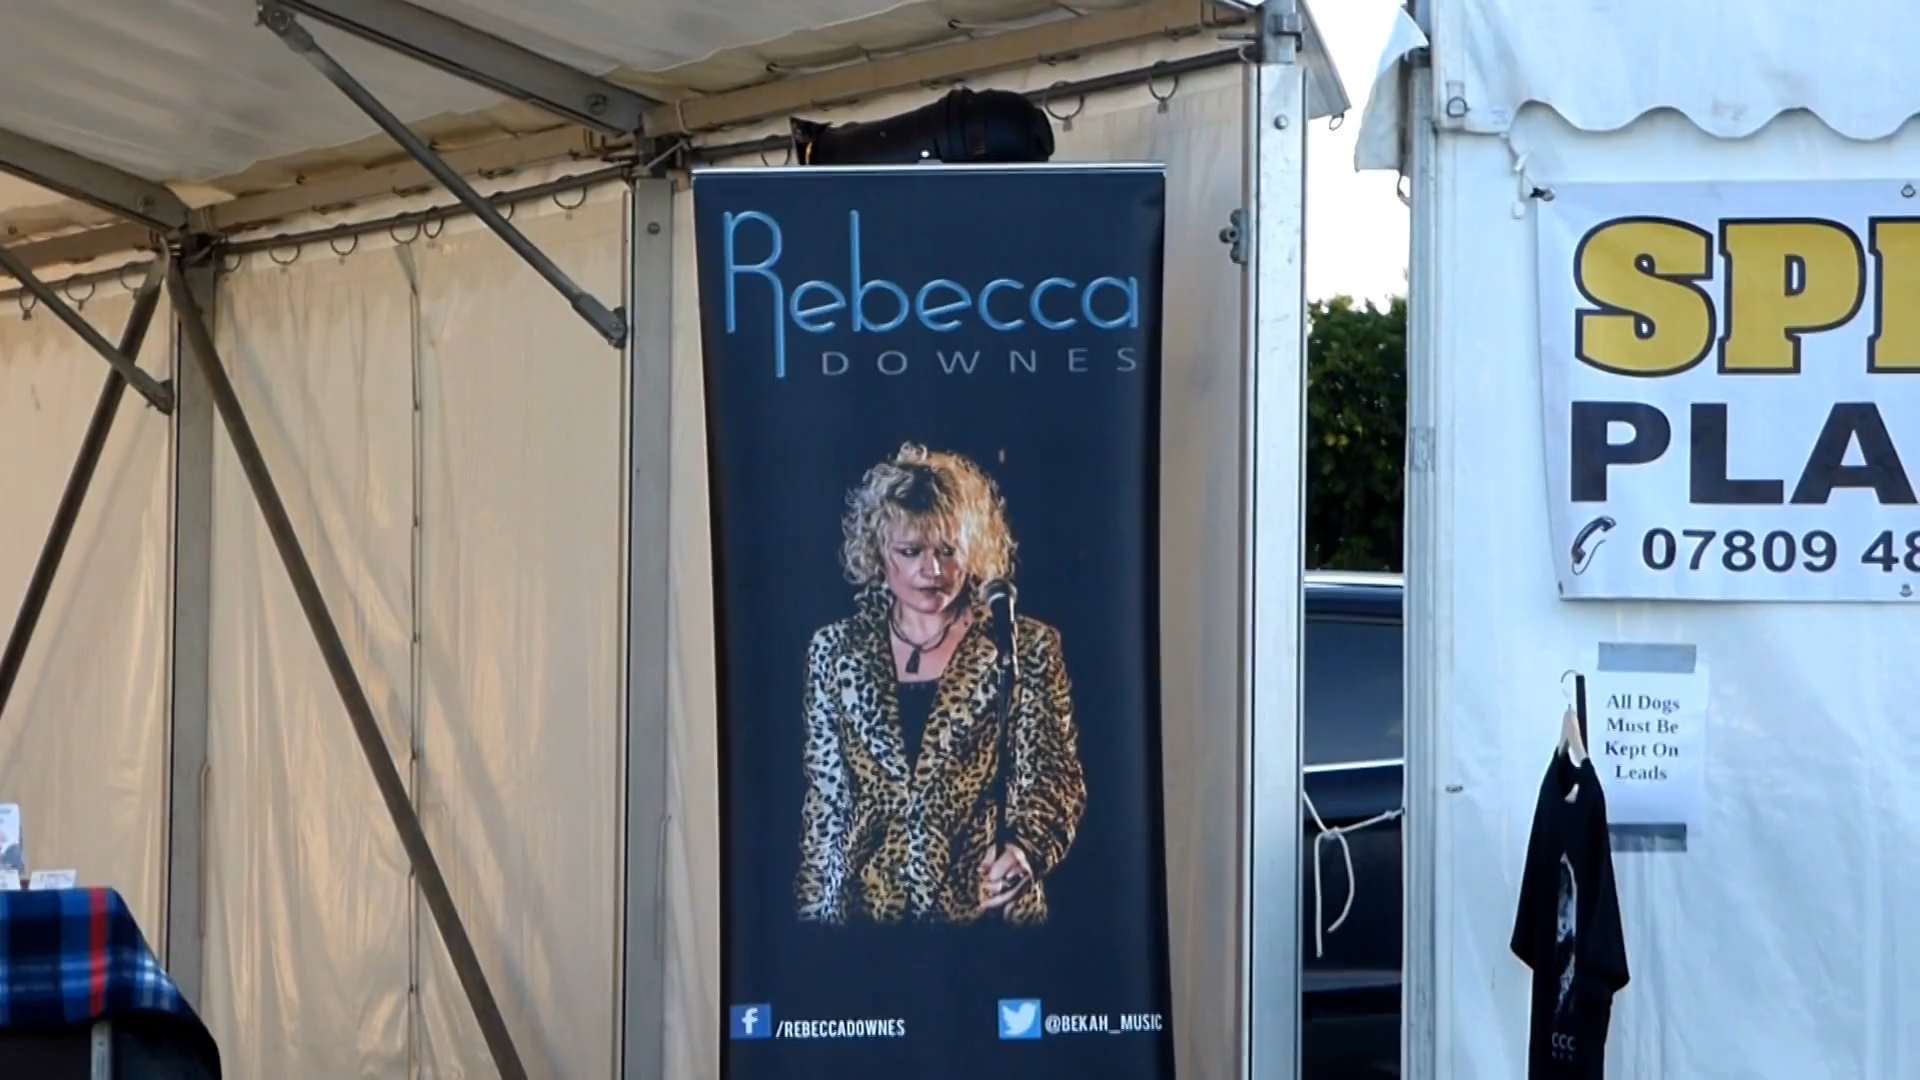 Rebecca
DOWNES
/REBECCADOWNES
@BEKAH_MUSIC
SP
PLA
07809 48
All Dogs
Must Be
Kept On
Leads